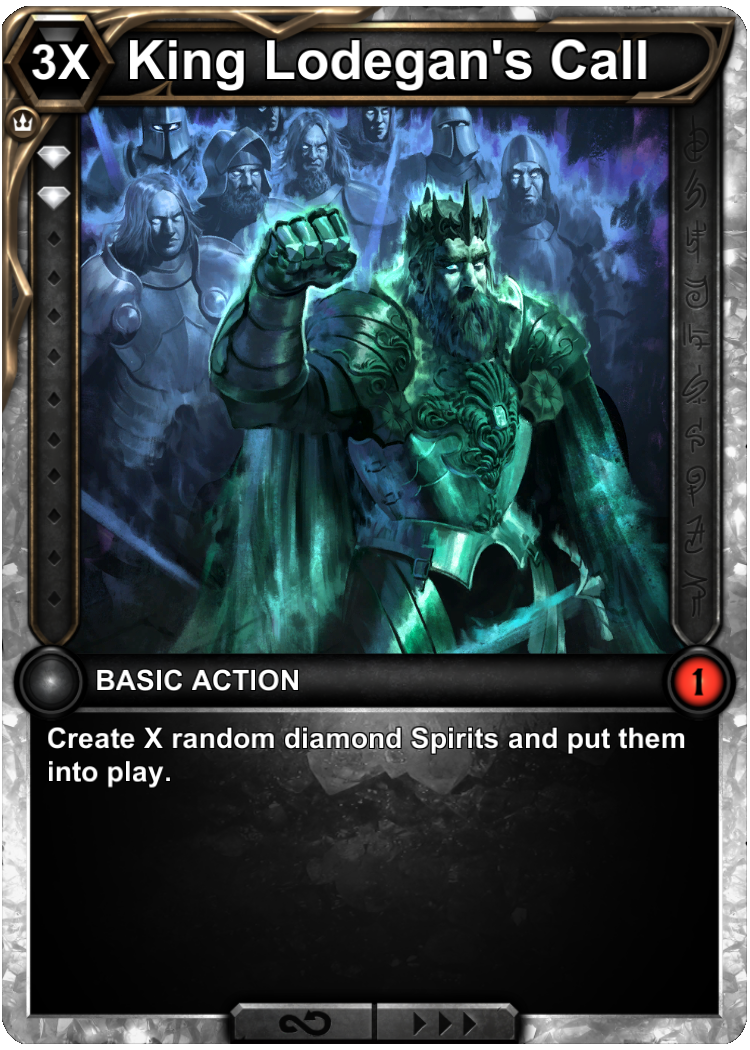 3X King Lodegan's Call
BASIC ACTION
1
Create X random diamond Spirits and put them
into play.